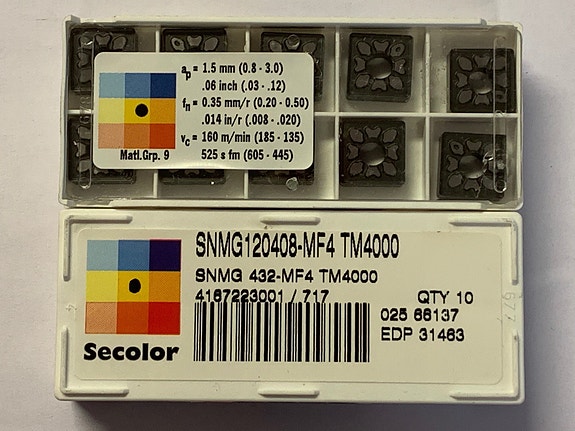 ap = 1.5 mm (0.8 - 3.0)
.06 inch (.03 - .12)
fn = 0.35 mm/r (0.20 - 0.50)
.014 in/r (.008 - .020)
vc = 160 m/min (185 - 135)
525 s fm (605 - 445)
Matl.Grp. 9
SNMG120408-MF4 TM4000
SNMG 432-MF4 TM4000
4167223001 / 717
QTY 10
025 66137
EDP 31463
Secolor